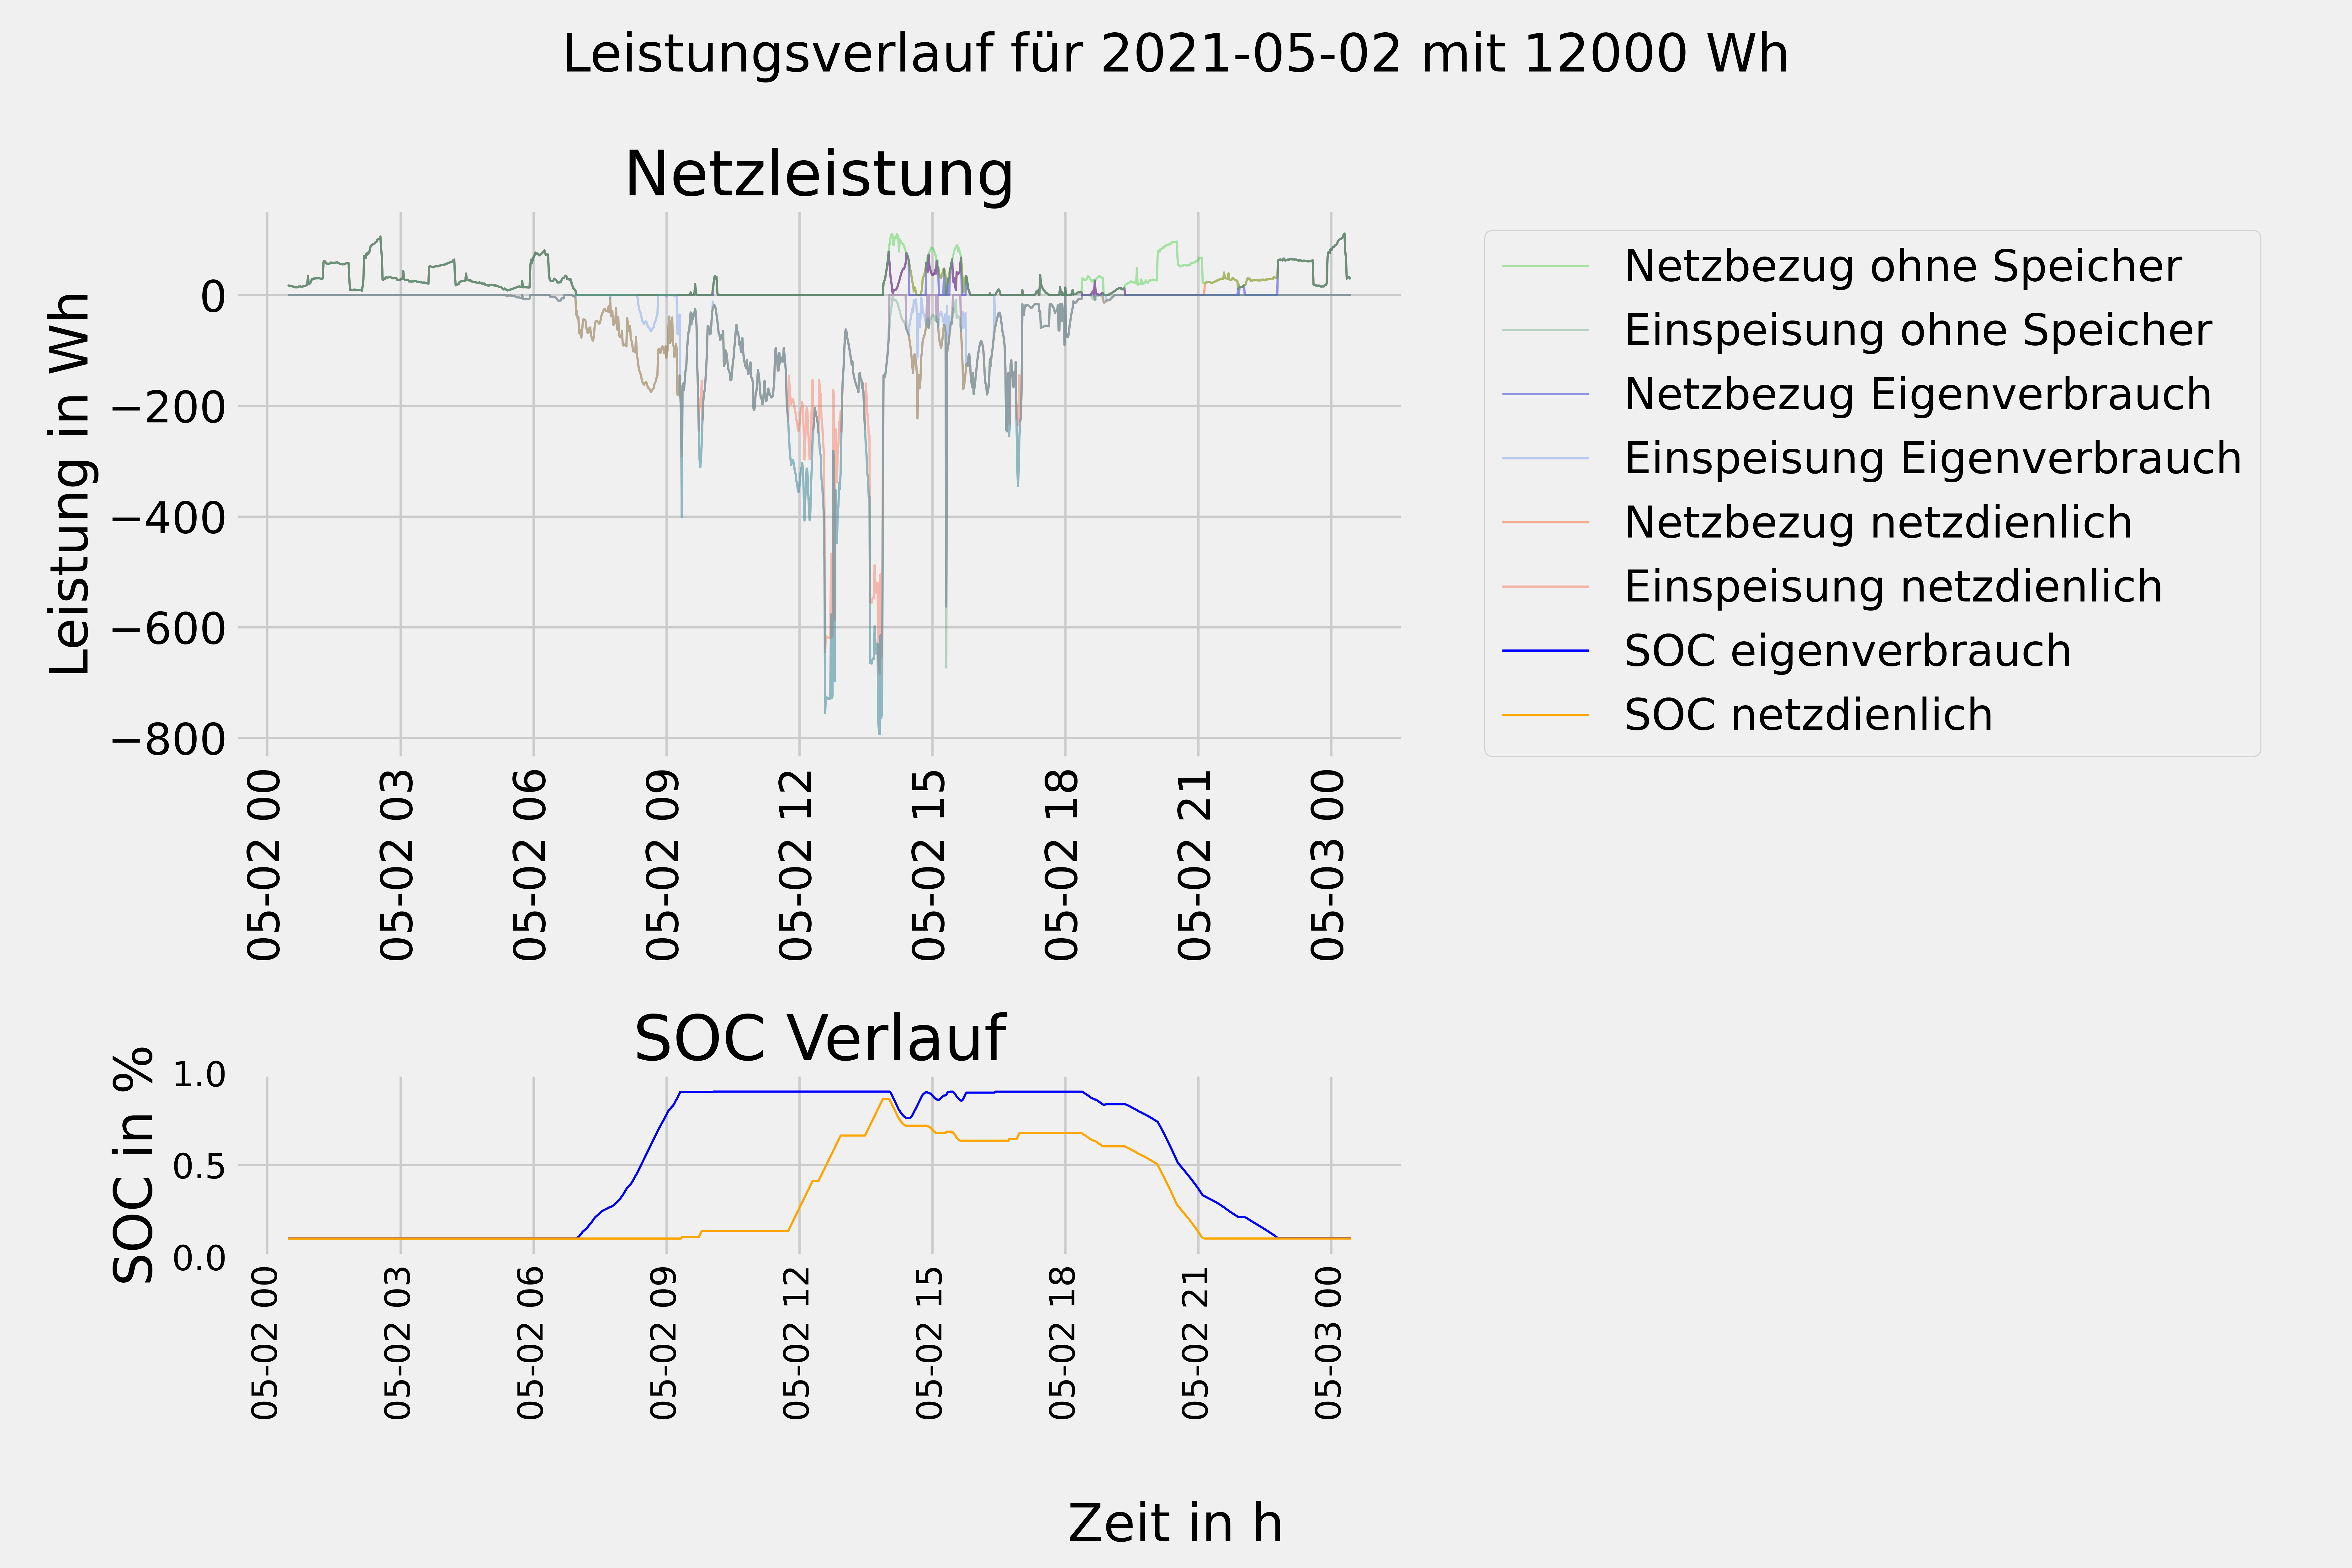 Leistungsverlauf für 2021-05-02 mit 12000 Wh
Netzleistung
Leistung in Wh
0
−200
−400
−600
−800
05-02 00
05-02 03
05-02 06
05-02 09
05-02 12
05-02 15
05-02 18
05-02 21
05-03 00
Netzbezug ohne Speicher
Einspeisung ohne Speicher
Netzbezug Eigenverbrauch
Einspeisung Eigenverbrauch
Netzbezug netzdienlich
Einspeisung netzdienlich
SOC eigenverbrauch
SOC netzdienlich
SOC Verlauf
SOC in %
1.0
0.5
0.0
05-02 00
05-02 03
05-02 06
05-02 09
05-02 12
05-02 15
05-02 18
05-02 21
05-03 00
Zeit in h